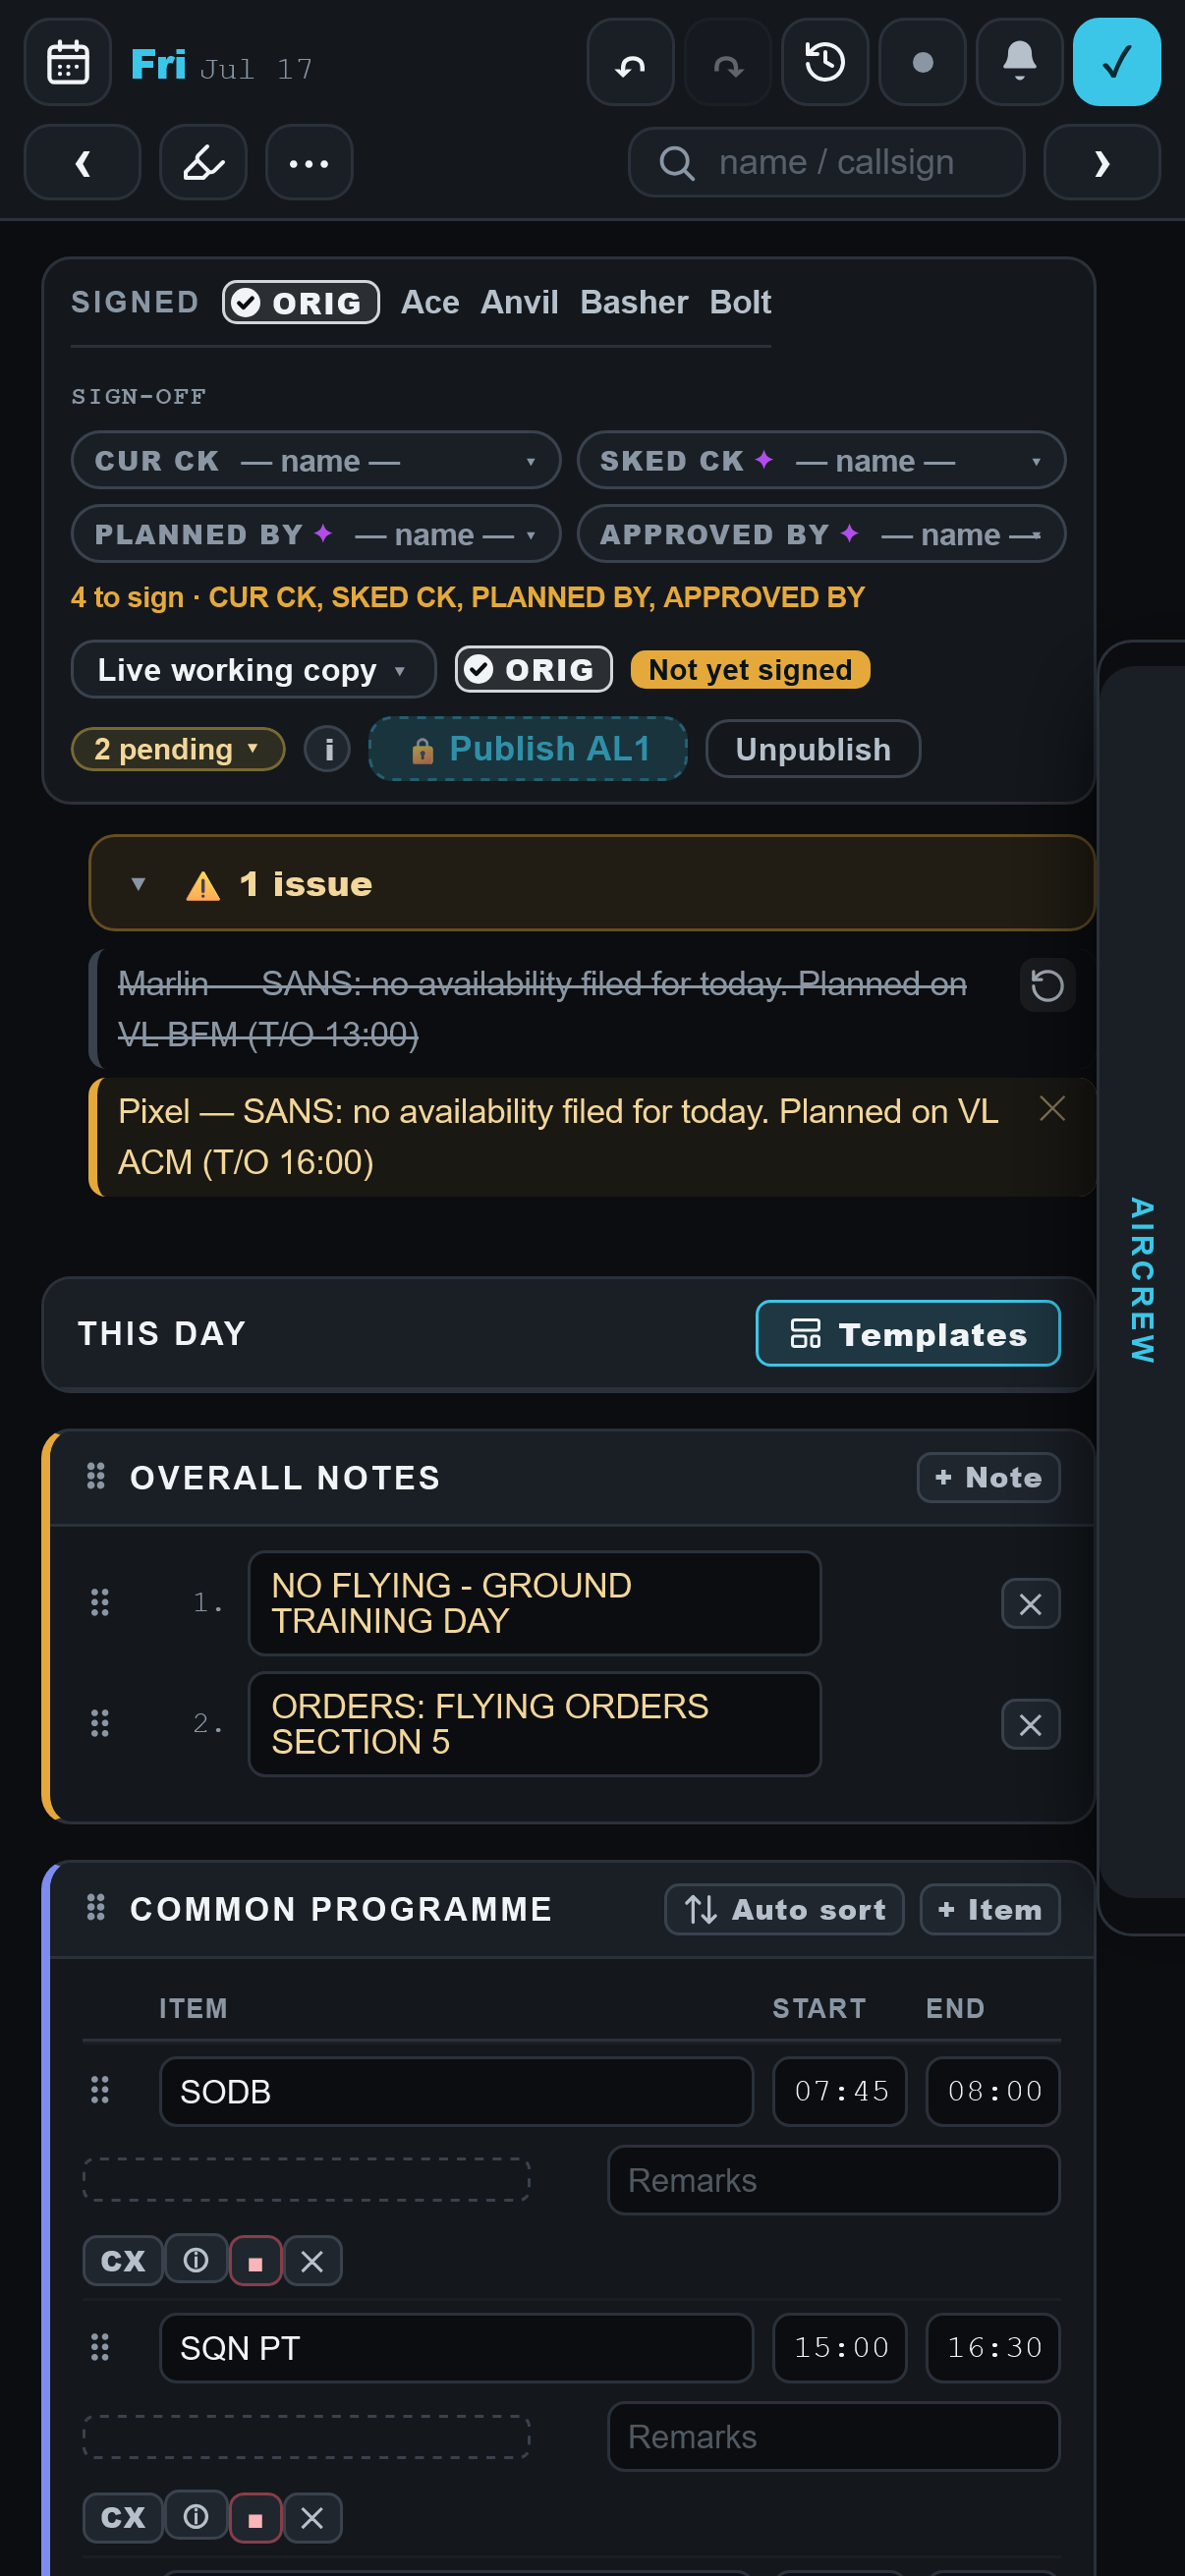 Fri Jul 17
name / callsign
SIGNED ORIG Ace Anvil Basher Bolt
SIGN-OFF
CUR CK — name —
SKED CK — name —
PLANNED BY — name —
APPROVED BY — name —
4 to sign · CUR CK, SKED CK, PLANNED BY, APPROVED BY
Live working copy ORIG Not yet signed
2 pending i Publish AL1 Unpublish
1 issue
Marlin — SANS: no availability filed for today. Planned on
VL BFM (T/O 13:00)
Pixel — SANS: no availability filed for today. Planned on VL
ACM (T/O 16:00)
AIRCREW
THIS DAY Templates
OVERALL NOTES + Note
1. NO FLYING - GROUND
TRAINING DAY
2. ORDERS: FLYING ORDERS
SECTION 5
COMMON PROGRAMME Auto sort + Item
ITEM START END
SODB 07:45 08:00
Remarks
CX
SQN PT 15:00 16:30
Remarks
CX